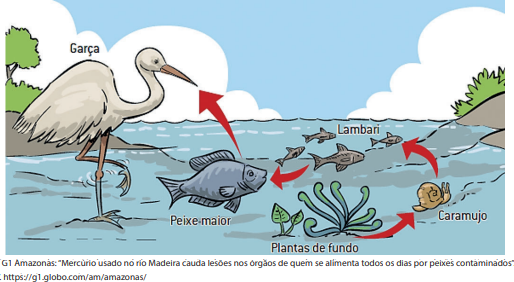 Garça
Lambari
Peixe maior
Caramujo
Plantas de fundo
G1 Amazonas: "Mercúrio usado no rio Madeira cauda lesões nos órgãos de quem se alimenta todos os dias por peixes contaminados"
https://g1.globo.com/am/amazonas/